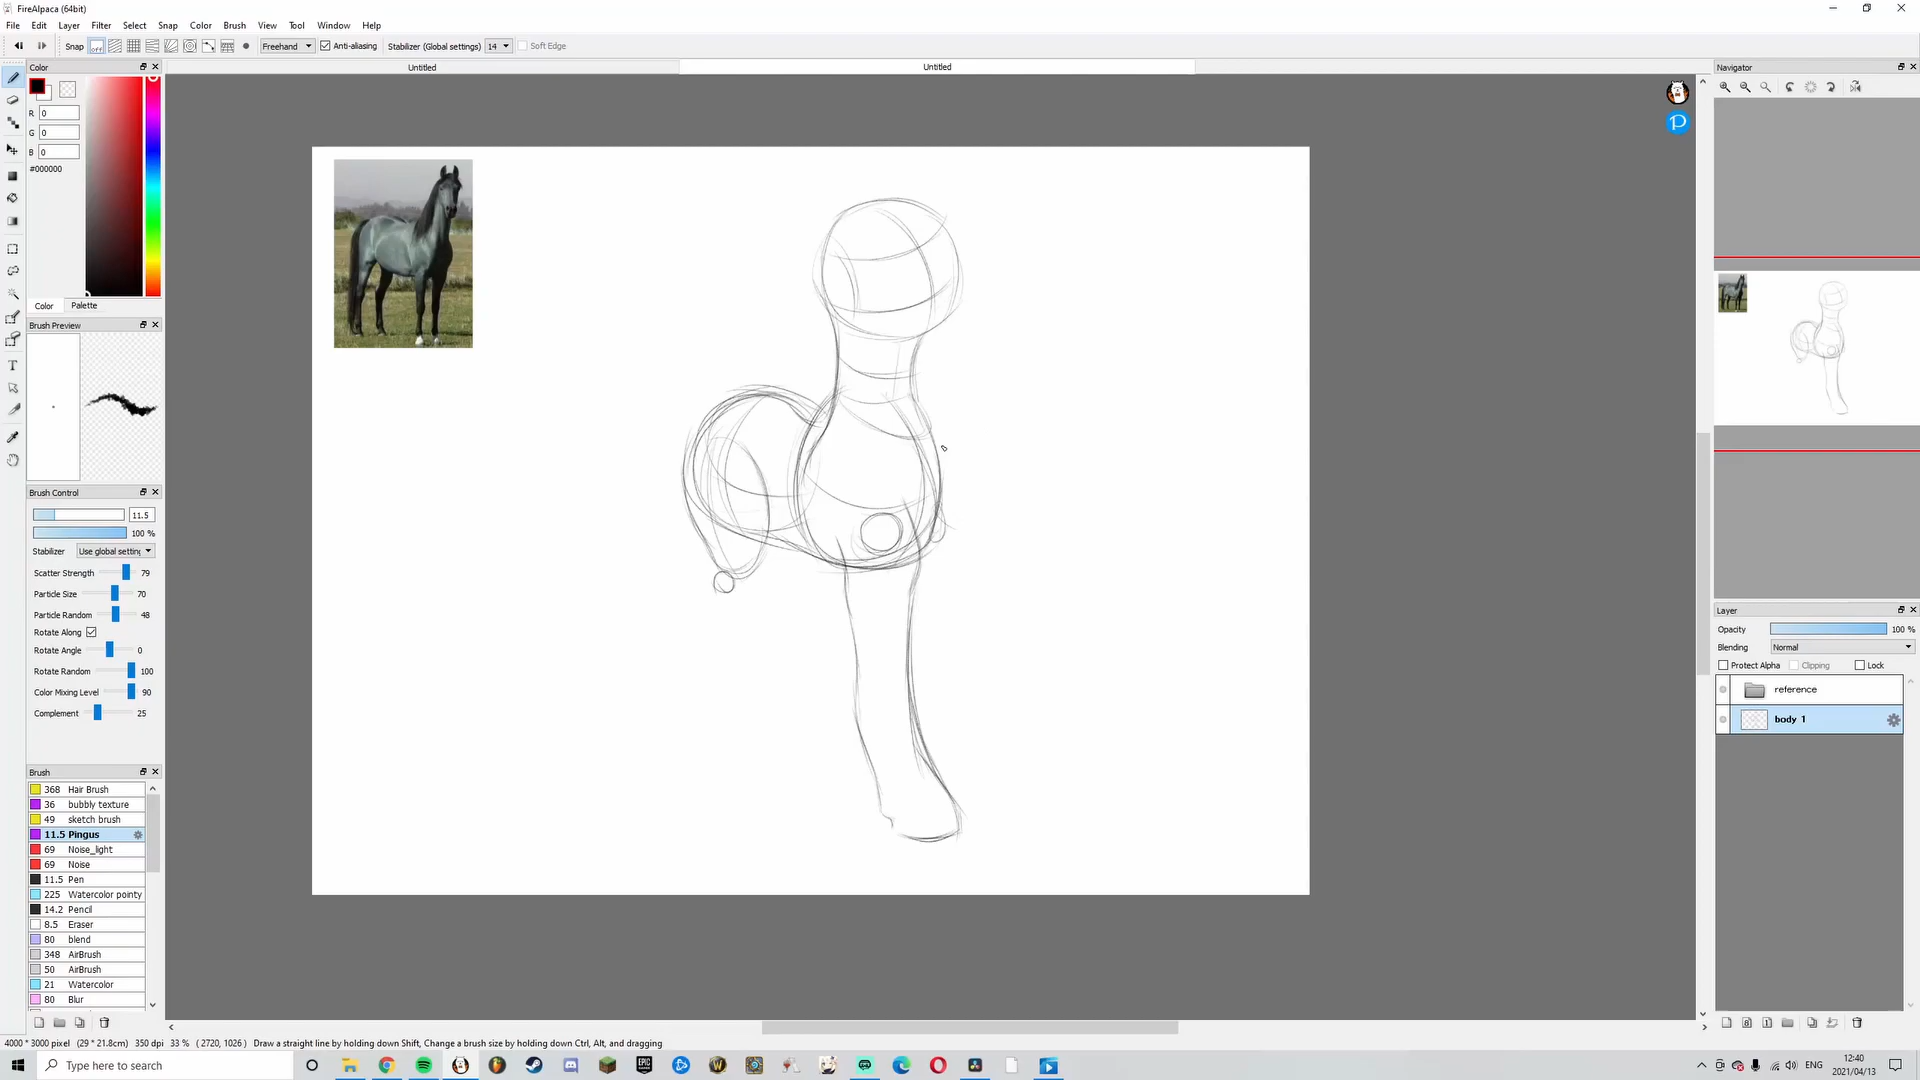 FireAlpaca (64bit)
File Edit Layer Filter Select Snap Color Brush View Tool Window Help
Snap off Freehand Anti-aliasing Stabilizer (Global settings) 14 Soft Edge
Color
Untitled
Untitled
Navigator
R 0
G 0
B 0
#000000
Color Palette
Brush Preview
Brush Control
11.5
100 %
Stabilizer Use global setting
Scatter Strength 79
Particle Size 70
Particle Random 48
Rotate Along
Rotate Angle 0
Rotate Random 100
Color Mixing Level 90
Complement 25
Layer
Opacity 100 %
Blending Normal
Protect Alpha Clipping Lock
reference
body 1
Brush
368 Hair Brush
36 bubbly texture
49 sketch brush
11.5 Pingus
69 Noise_light
69 Noise
11.5 Pen
225 Watercolor pointy
14.2 Pencil
8.5 Eraser
80 blend
348 AirBrush
50 AirBrush
21 Watercolor
80 Blur
4000 * 3000 pixel (29 * 21.8cm) 350 dpi 33 % ( 2720, 1026 ) Draw a straight line by holding down Shift, Change a brush size by holding down Ctrl, Alt, and dragging
Type here to search
ENG
12:40
2021/04/13